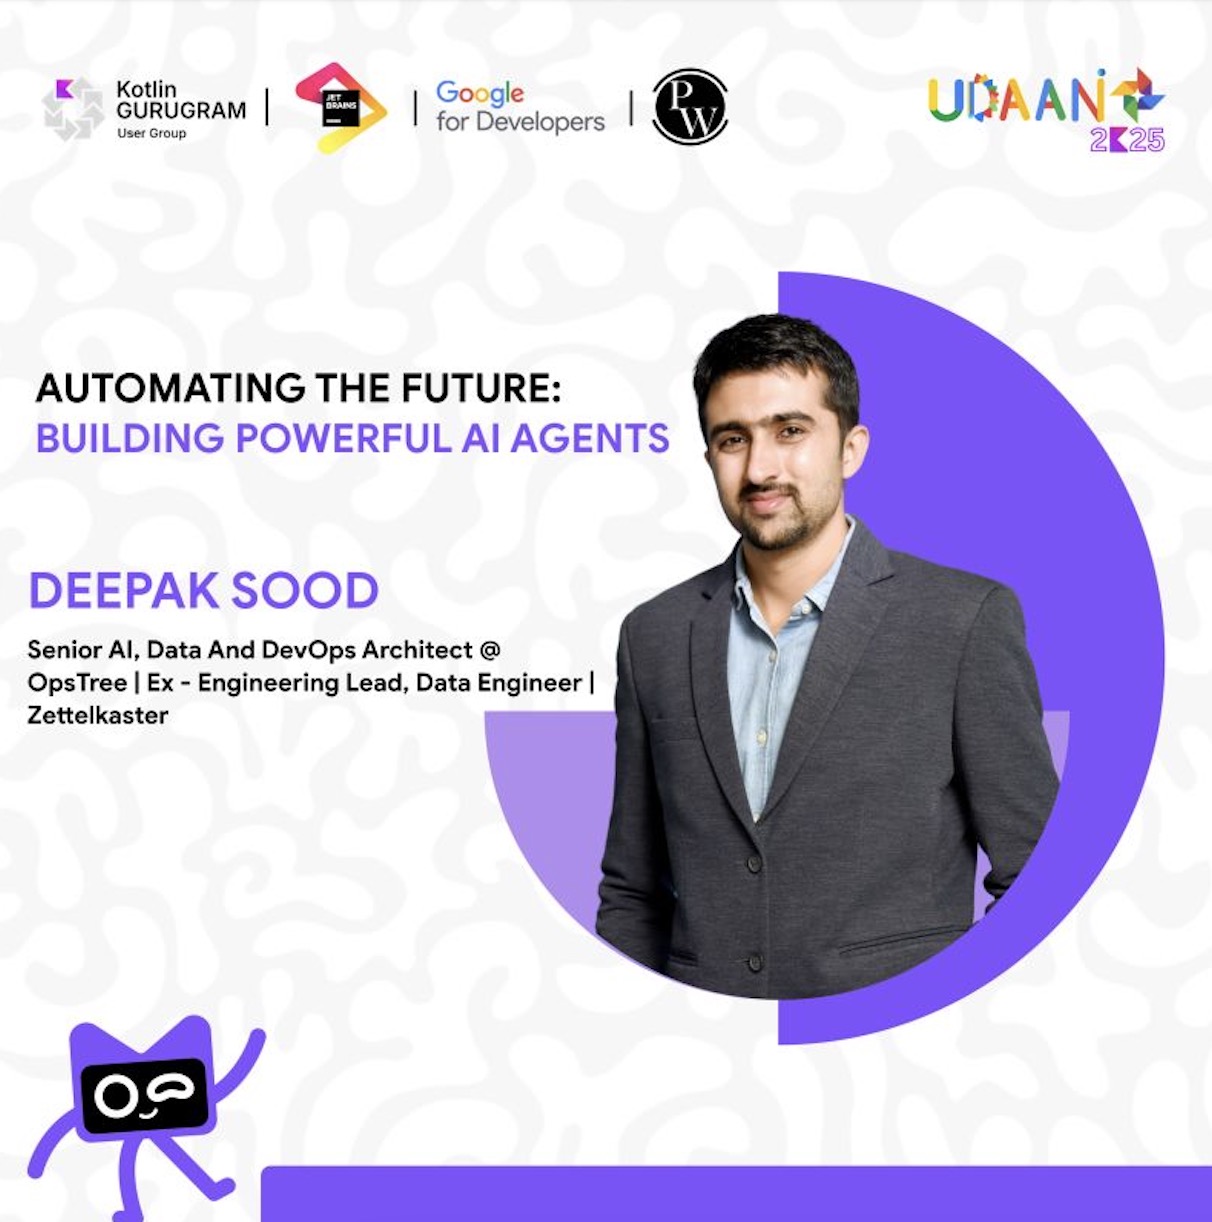 Kotlin
GURUGRAM
User Group
JET
BRAINS
Google
for Developers
P
W
UDAAN
2K25
AUTOMATING THE FUTURE:
BUILDING POWERFUL AI AGENTS
DEEPAK SOOD
Senior AI, Data And DevOps Architect @
OpsTree | Ex - Engineering Lead, Data Engineer |
Zettelkaster